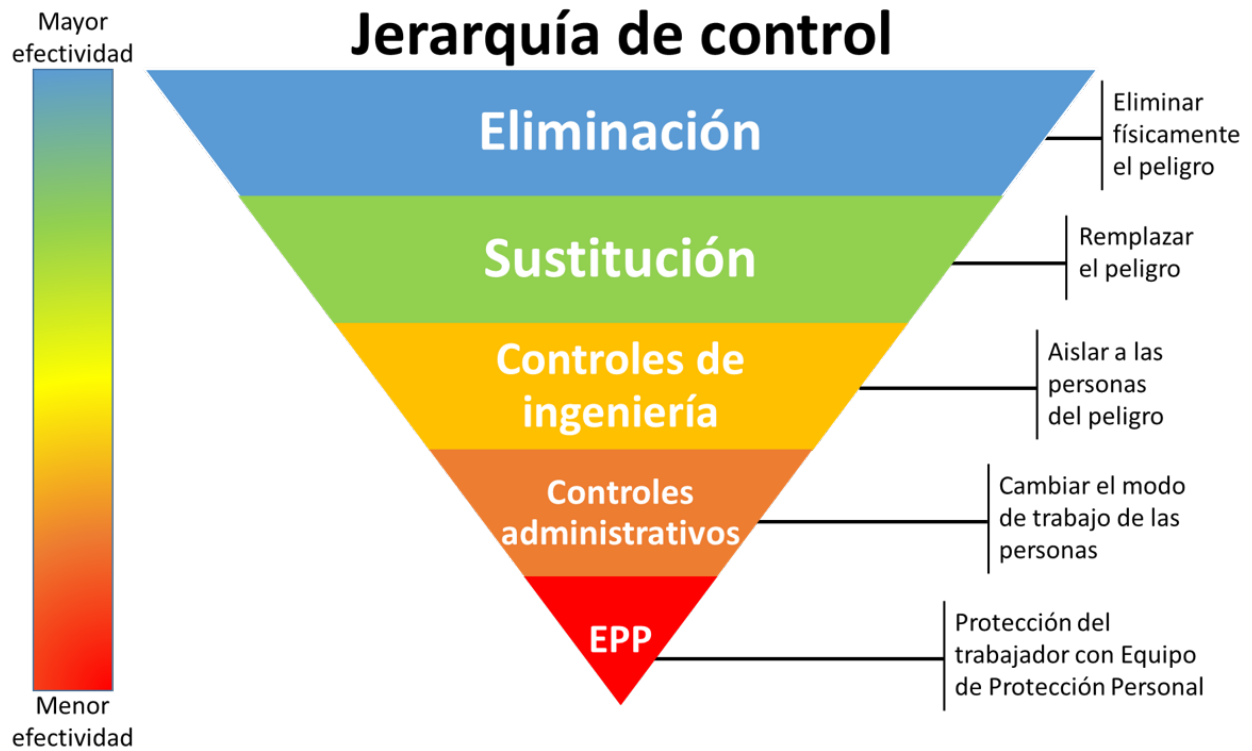 Jerarquía de control
Mayor
efectividad
Eliminación
Eliminar
físicamente
el peligro
Sustitución
Remplazar
el peligro
Controles de
ingeniería
Aislar a las
personas
del peligro
Controles
administrativos
Cambiar el modo
de trabajo de las
personas
EPP
Protección del
trabajador con Equipo
de Protección Personal
Menor
efectividad